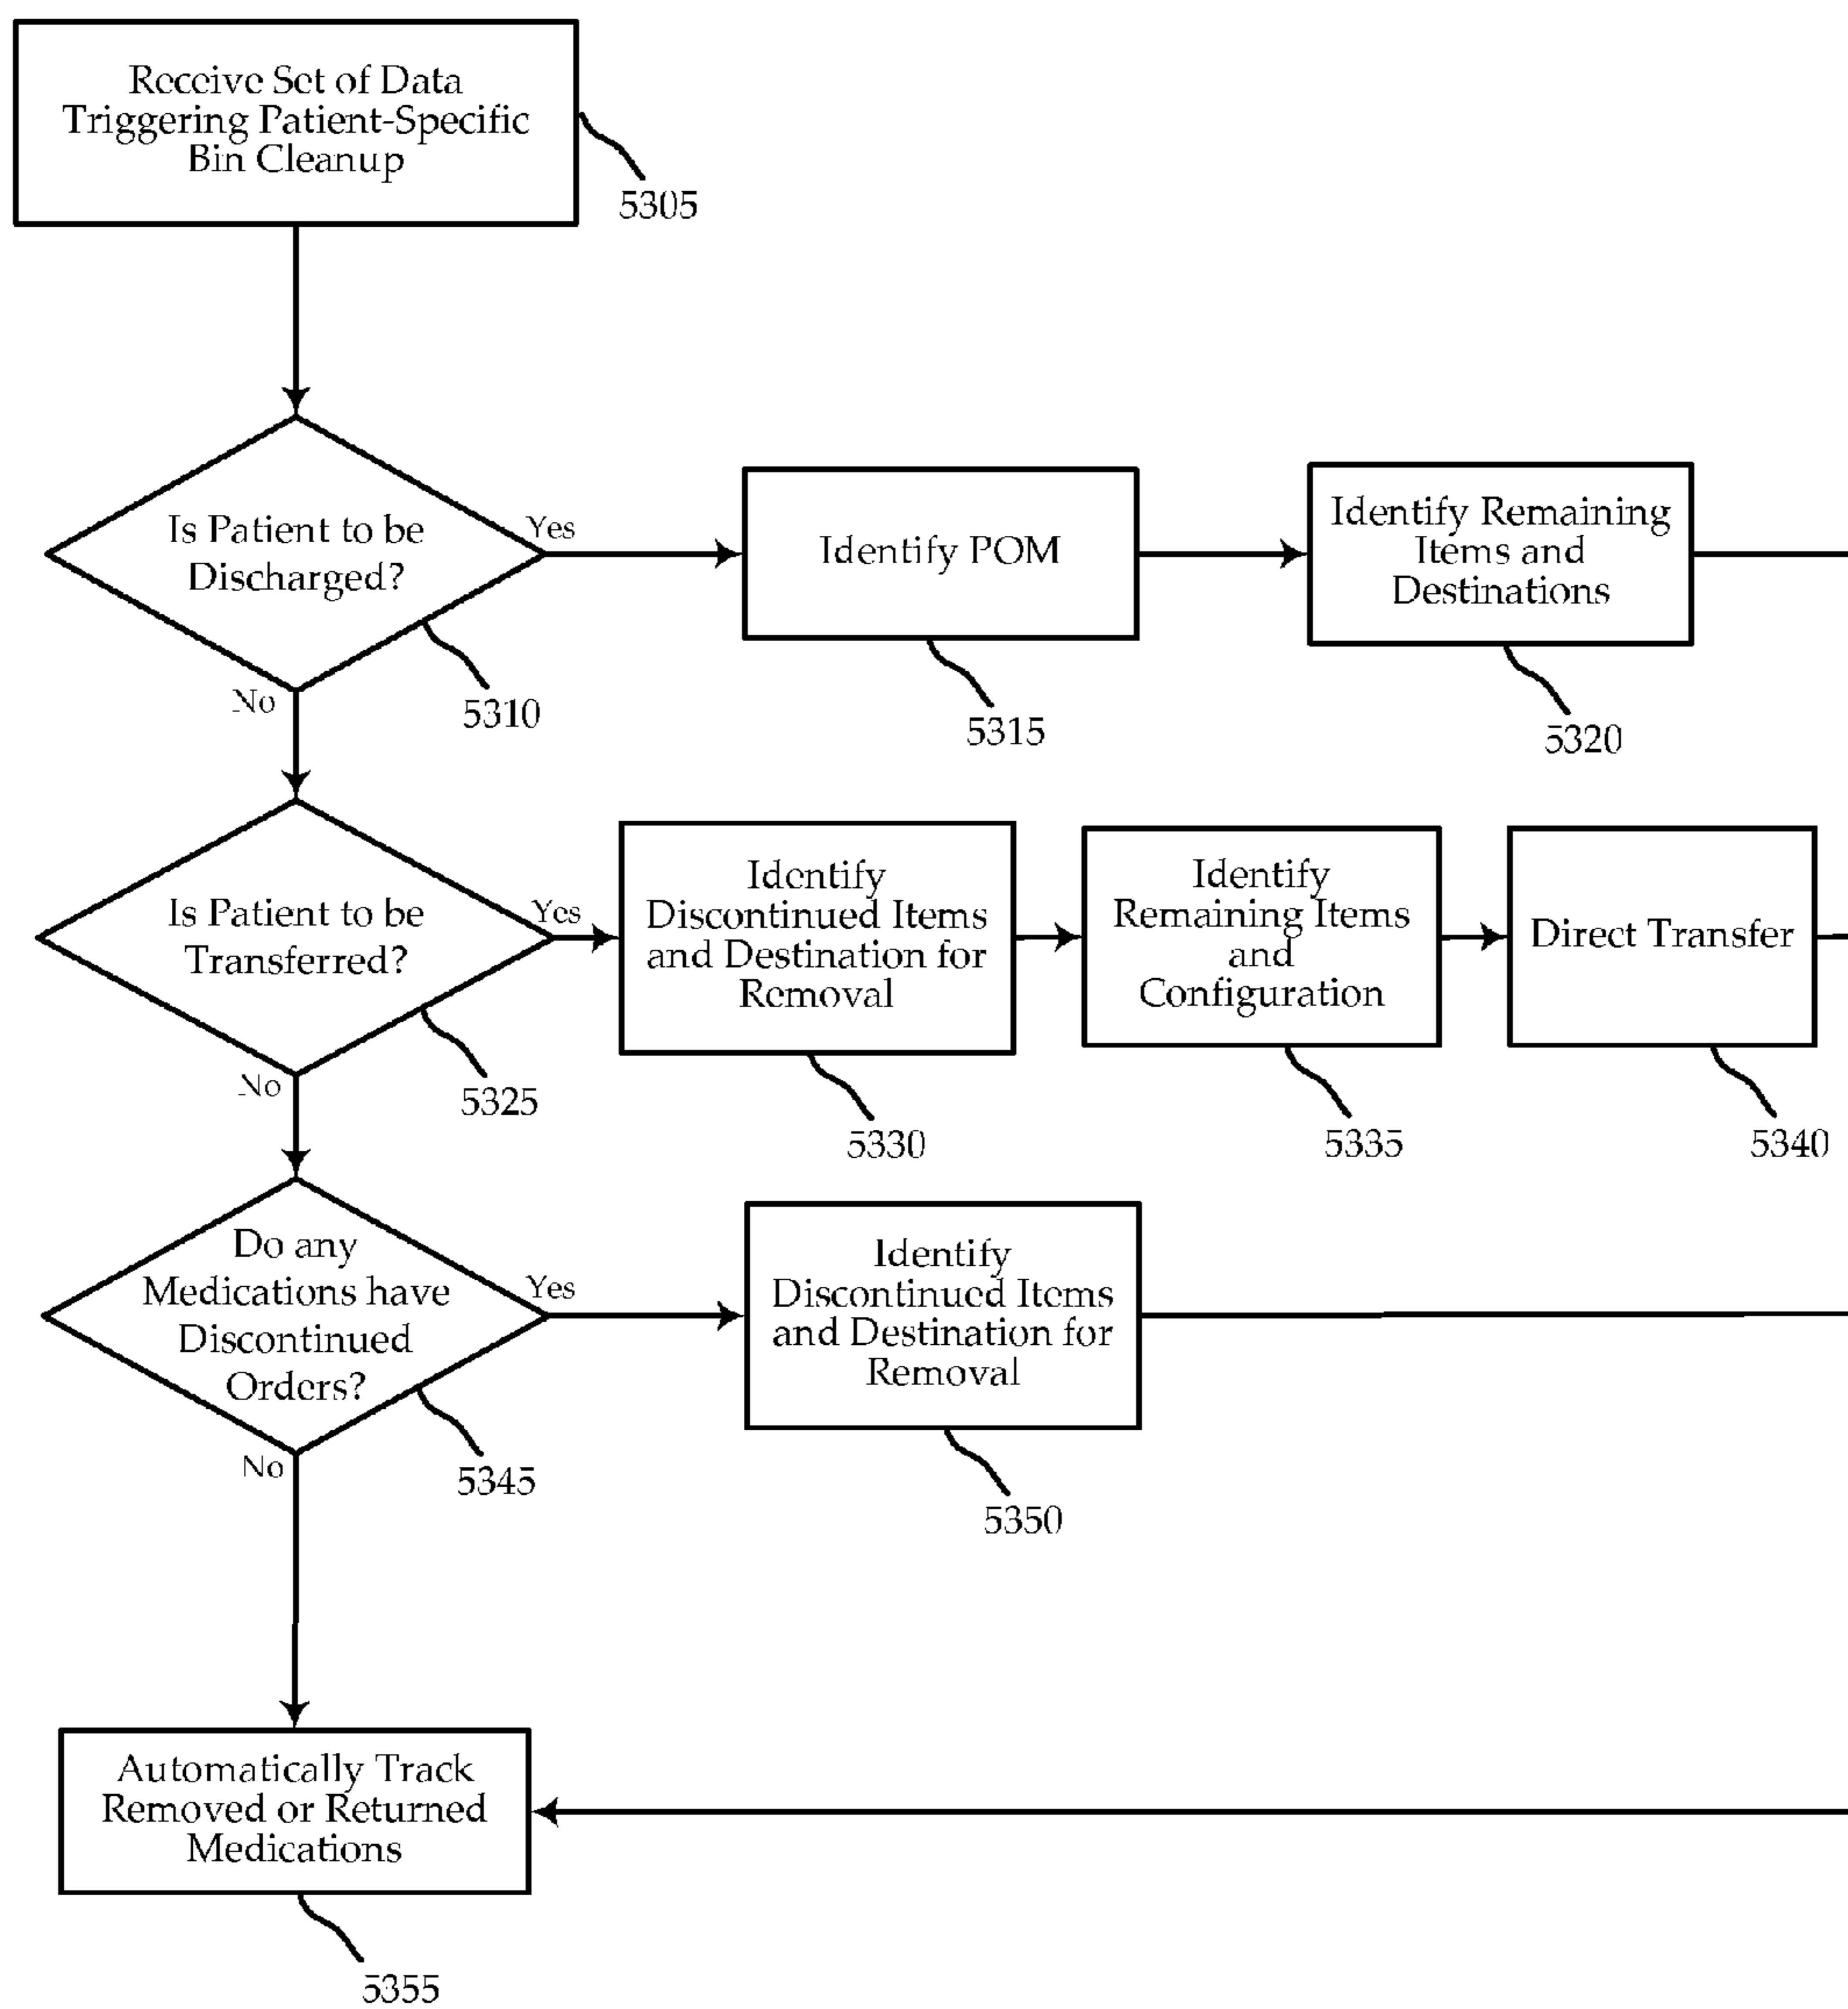 Receive Set of Data
Triggering Patient-Specific
Bin Cleanup
5305
Is Patient to be
Discharged?
Yes
No
5310
Identify POM
5315
Identify Remaining
Items and
Destinations
5320
Is Patient to be
Transferred?
Yes
No
5325
Identify
Discontinued Items
and Destination for
Removal
5330
Identify
Remaining Items
and
Configuration
5335
Direct Transfer
5340
Do any
Medications have
Discontinued
Orders?
Yes
No
5345
Identify
Discontinued Items
and Destination for
Removal
5350
Automatically Track
Removed or Returned
Medications
5355